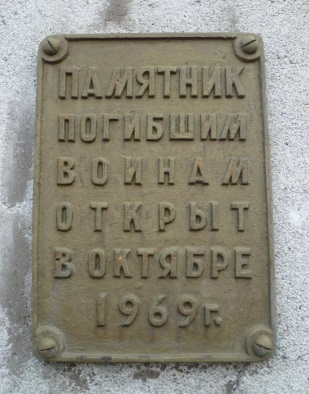 ПАМЯТНИК
ПОГИБШИМ
ВОИНАМ
ОТКРЫТ
В ОКТЯБРЕ
1969г.